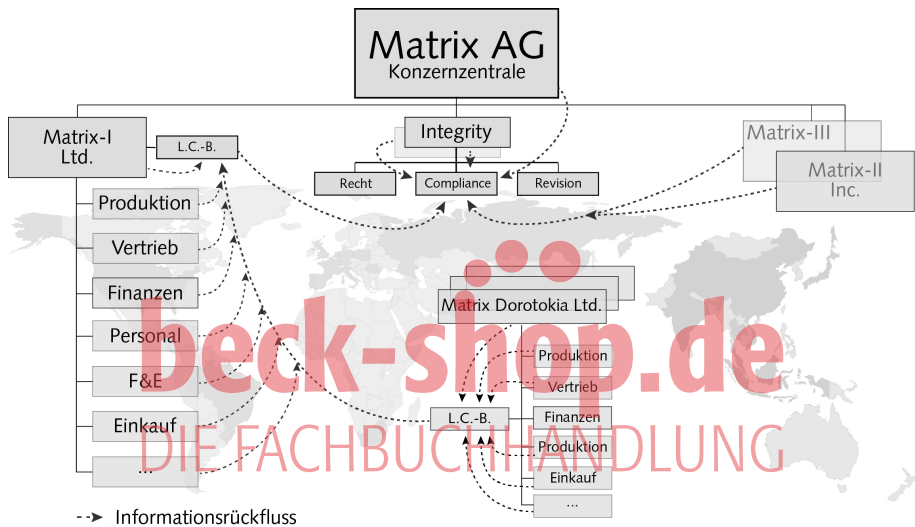 Matrix AG
Konzernzentrale
Matrix-I
Ltd.
L.C.-B.
Integrity
Matrix-III
Matrix-II
Inc.
Recht
Compliance
Revision
Produktion
Vertrieb
Finanzen
Personal
F&E
Einkauf
...
Matrix Dorotokia Ltd.
Produktion
Vertrieb
L.C.-B.
Finanzen
Produktion
Einkauf
...
beck-shop.de
DIE FACHBUCHHANDLUNG
Informationsrückfluss